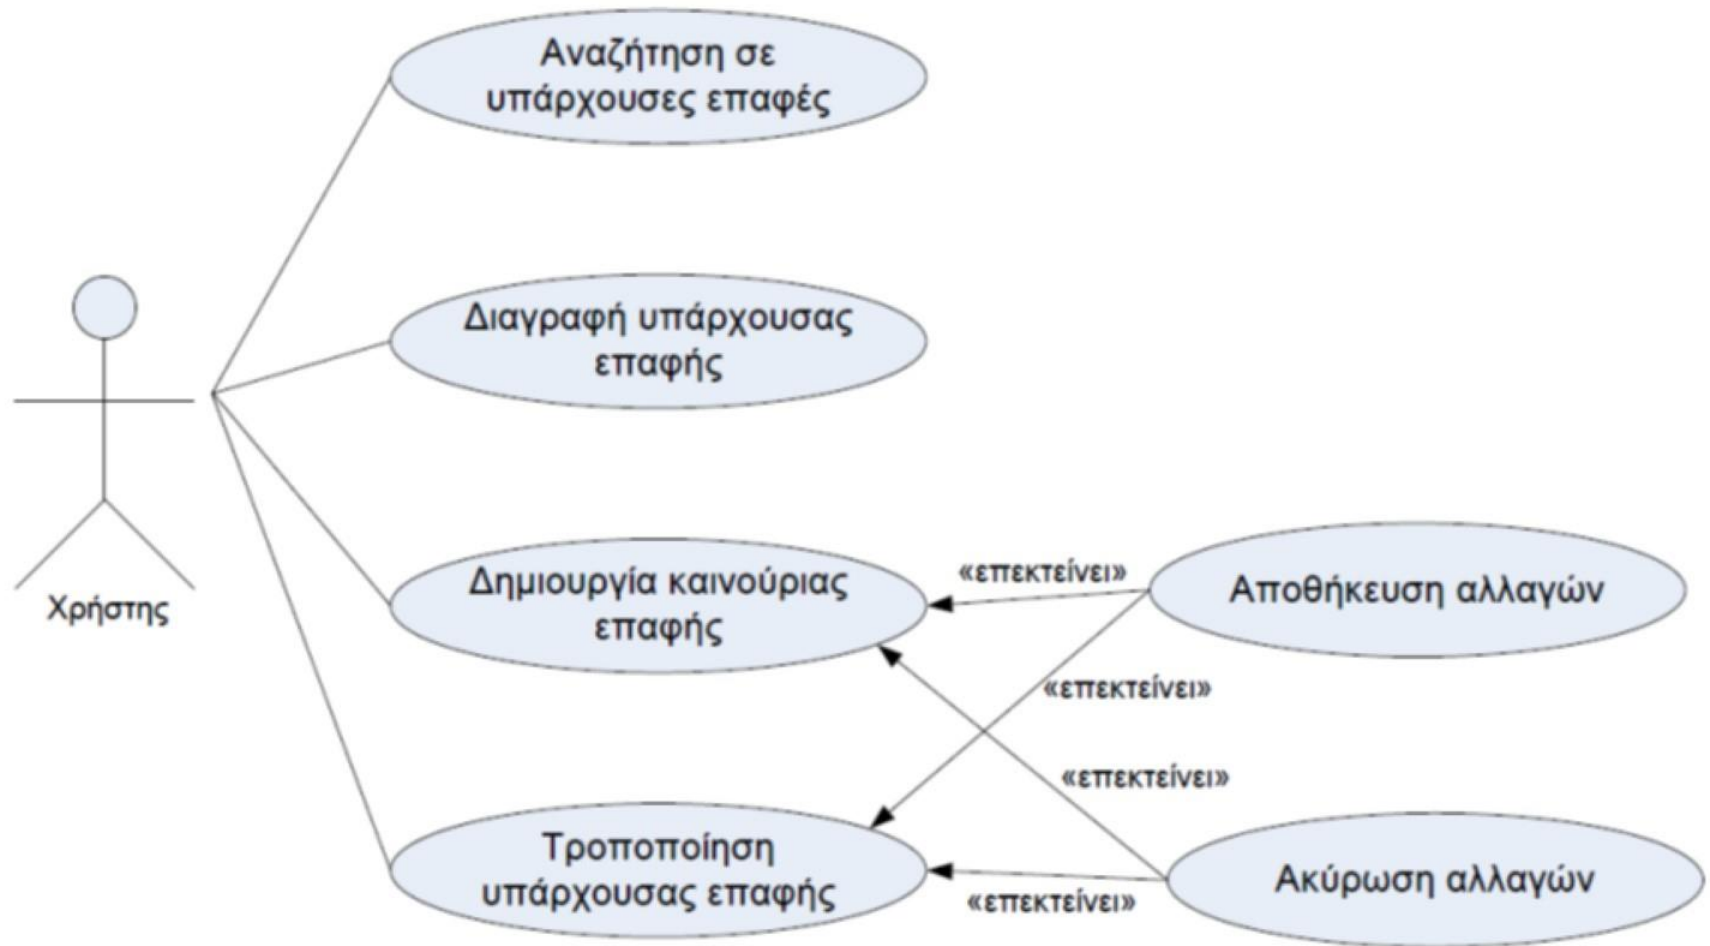 Αναζήτηση σε
υπάρχουσες επαφές
Διαγραφή υπάρχουσας
επαφής
Χρήστης
Δημιουργία καινούριας
επαφής
«επεκτείνει»
Αποθήκευση αλλαγών
«επεκτείνει»
«επεκτείνει»
Τροποποίηση
υπάρχουσας επαφής
«επεκτείνει»
Ακύρωση αλλαγών